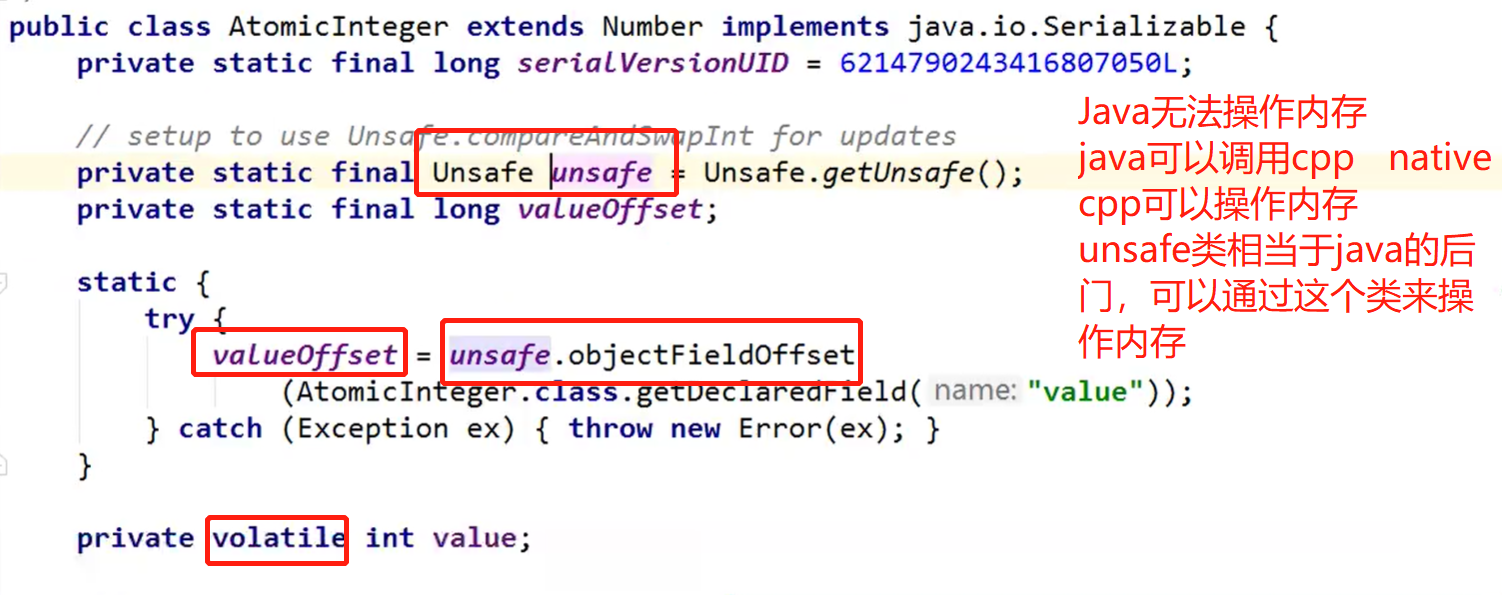 public class AtomicInteger extends Number implements java.io.Serializable {
private static final long serialVersionUID = 6214790243416807050L;
// setup to use Unsafe.compareAndSwapInt for updates
private static final Unsafe unsafe = Unsafe.getUnsafe();
private static final long valueOffset;
static {
try {
valueOffset = unsafe.objectFieldOffset
(AtomicInteger.class.getDeclaredField( name: "value"));
} catch (Exception ex) { throw new Error(ex); }
}
private volatile int value;
Java无法操作内存
java可以调用cpp native
cpp可以操作内存
unsafe类相当于java的后
门，可以通过这个类来操
作内存